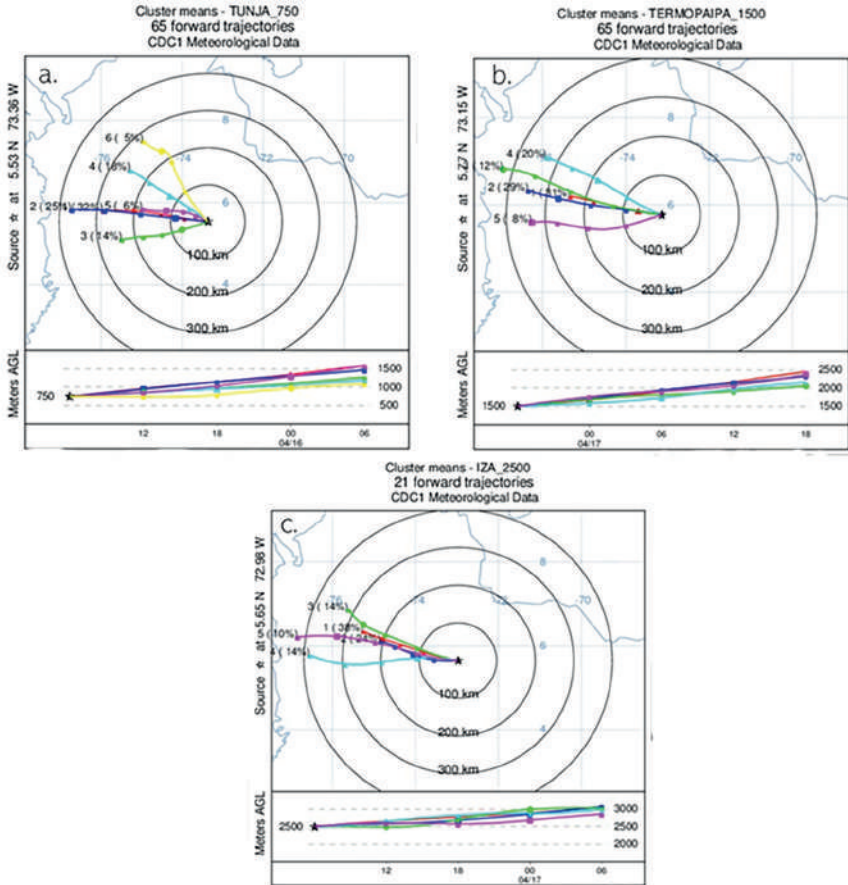 Cluster means - TUNJA_750
65 forward trajectories
CDC1 Meteorological Data
a.
Source ☆ at 5.53 N 73.36 W
8
-76
-74
-72
-70
6
4
6 ( 5%)
4 (18%)
2 (25%)
(32%)
5 ( 6%)
3 (14%)
100 km
200 km
300 km
Meters AGL
750
1500
1000
500
12
18
00
06
04/16
Cluster means - TERMOPAIPA_1500
65 forward trajectories
CDC1 Meteorological Data
b.
Source ☆ at 5.77 N 73.15 W
8
-74
-72
-70
6
4 (20%)
(12%)
2 (29%)
5 ( 8%)
100 km
200 km
300 km
Meters AGL
1500
2500
2000
1500
00
06
12
18
04/17
Cluster means - IZA_2500
21 forward trajectories
CDC1 Meteorological Data
c.
Source ☆ at 5.65 N 72.98 W
8
-76
-74
-72
-70
6
4
3 (14%)
1 (38%)
5 (10%)
2 (24%)
4 (14%)
100 km
200 km
300 km
Meters AGL
2500
3000
2500
2000
12
18
00
06
04/17